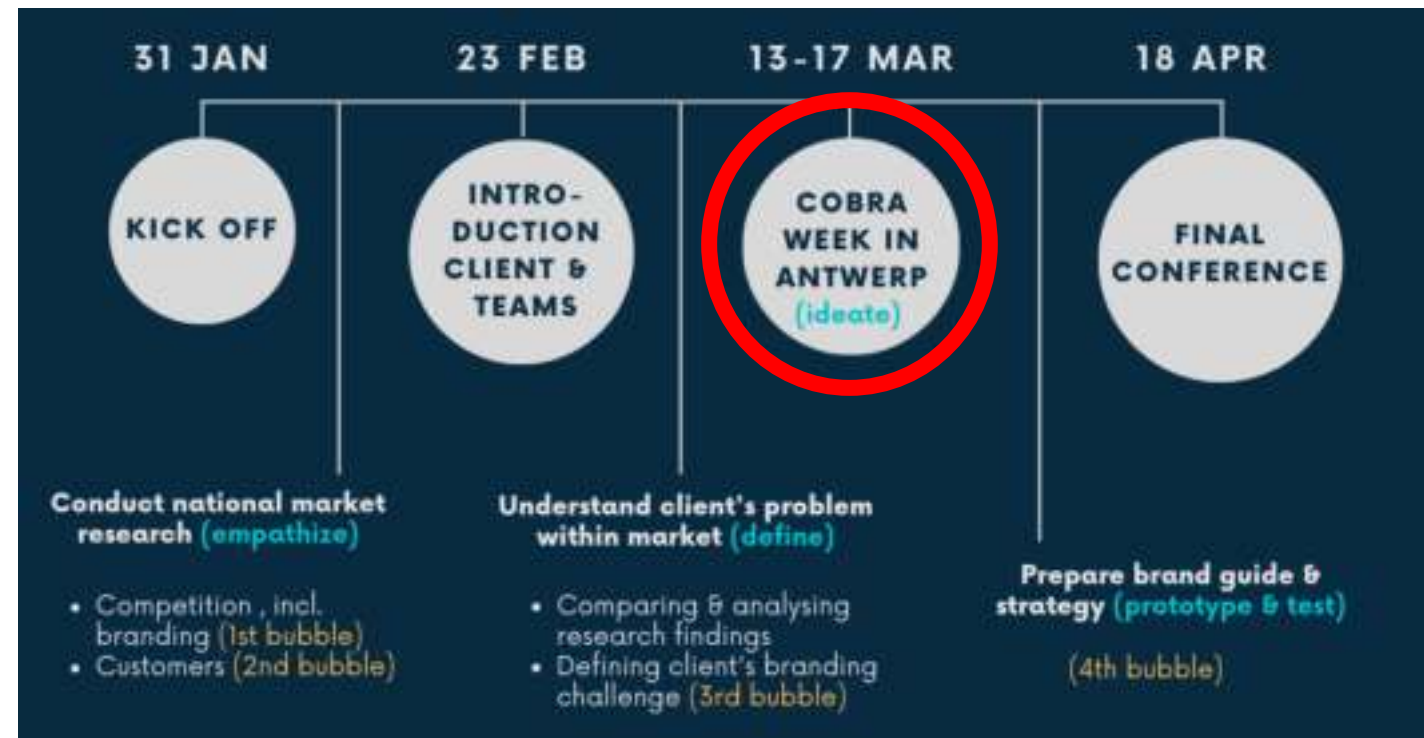 31 JAN
23 FEB
13-17 MAR
18 APR
KICK OFF
INTRO-
DUCTION
CLIENT &
TEAMS
COBRA
WEEK IN
ANTWERP
(ideate)
FINAL
CONFERENCE
Conduct national market
research (empathize)
• Competition , incl.
branding (1st bubble)
• Customers (2nd bubble)
Understand client's problem
within market (define)
• Comparing & analysing
research findings
• Defining client's branding
challenge (3rd bubble)
Prepare brand guide &
strategy (prototype & test)
(4th bubble)